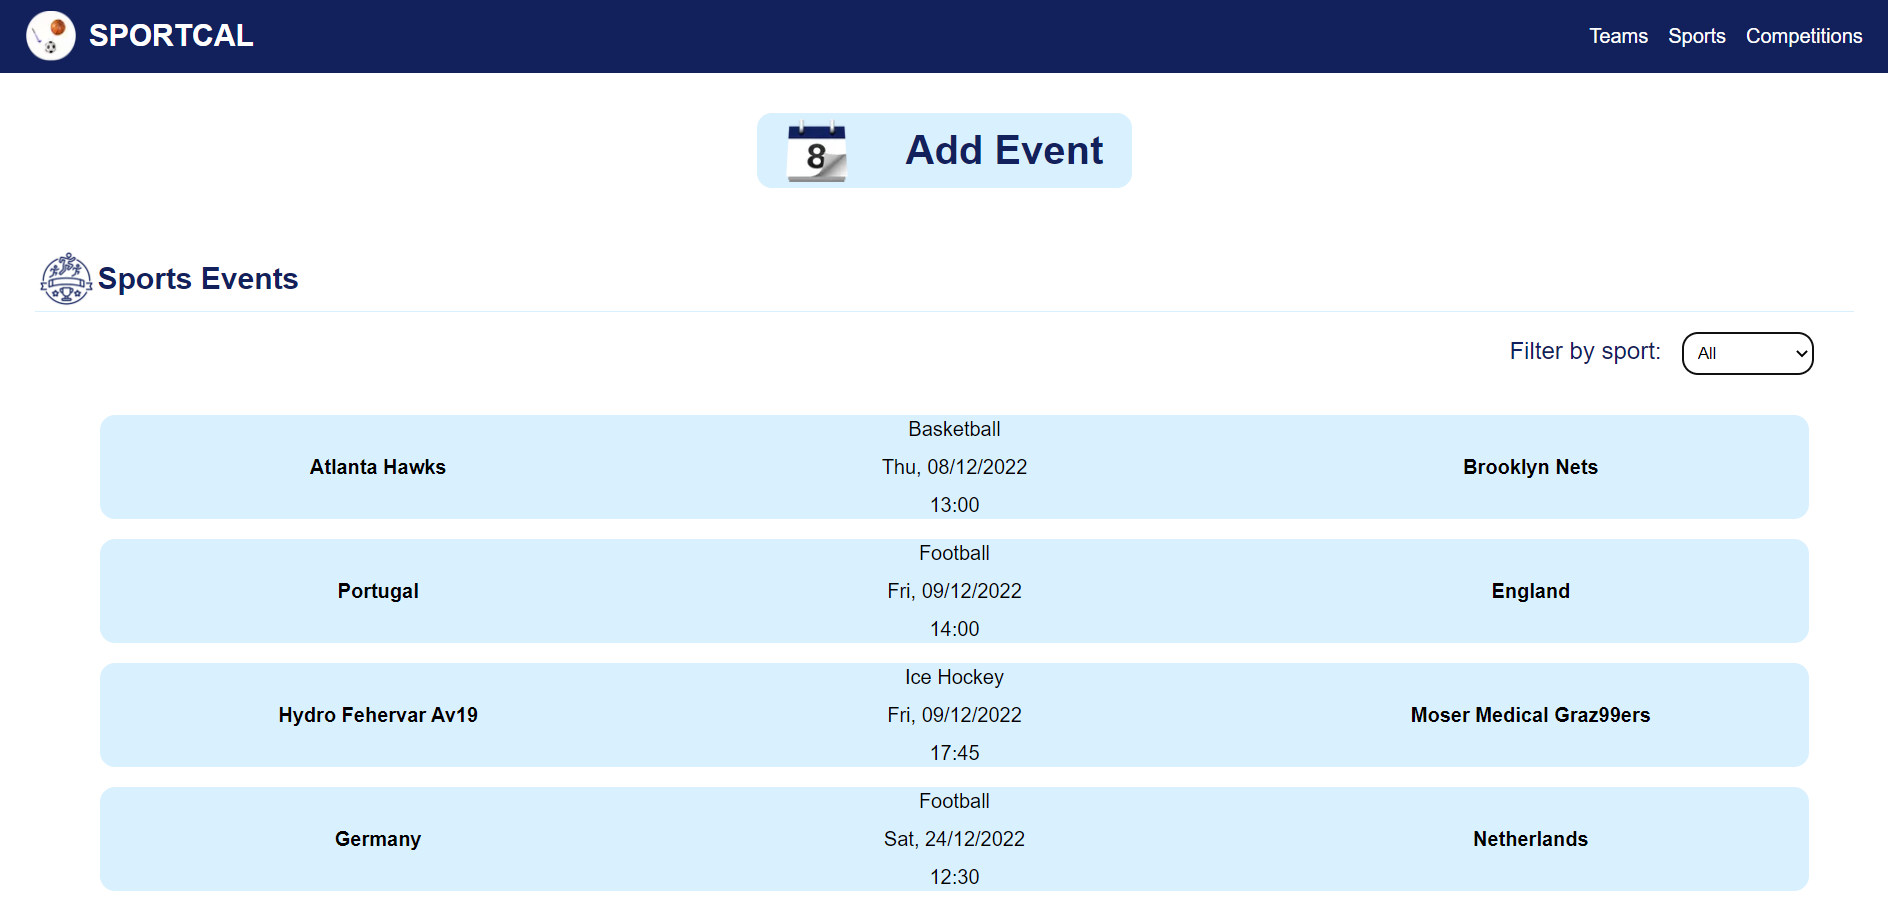 SPORTCAL
Teams Sports Competitions
8 Add Event
Sports Events
Filter by sport: All
Basketball
Atlanta Hawks Thu, 08/12/2022 Brooklyn Nets
13:00
Football
Portugal Fri, 09/12/2022 England
14:00
Ice Hockey
Hydro Fehervar Av19 Fri, 09/12/2022 Moser Medical Graz99ers
17:45
Football
Germany Sat, 24/12/2022 Netherlands
12:30